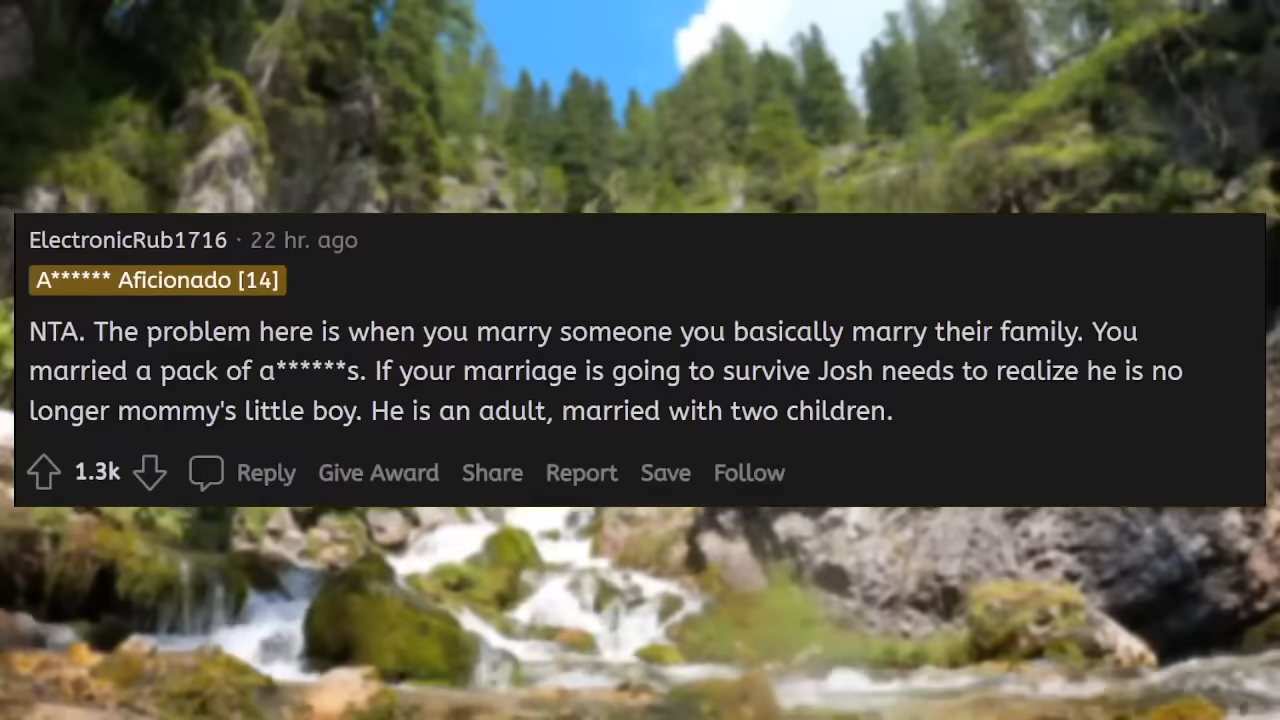 ElectronicRub1716 · 22 hr. ago
A****** Aficionado [14]
NTA. The problem here is when you marry someone you basically marry their family. You
married a pack of a******s. If your marriage is going to survive Josh needs to realize he is no
longer mommy's little boy. He is an adult, married with two children.
1.3k Reply Give Award Share Report Save Follow